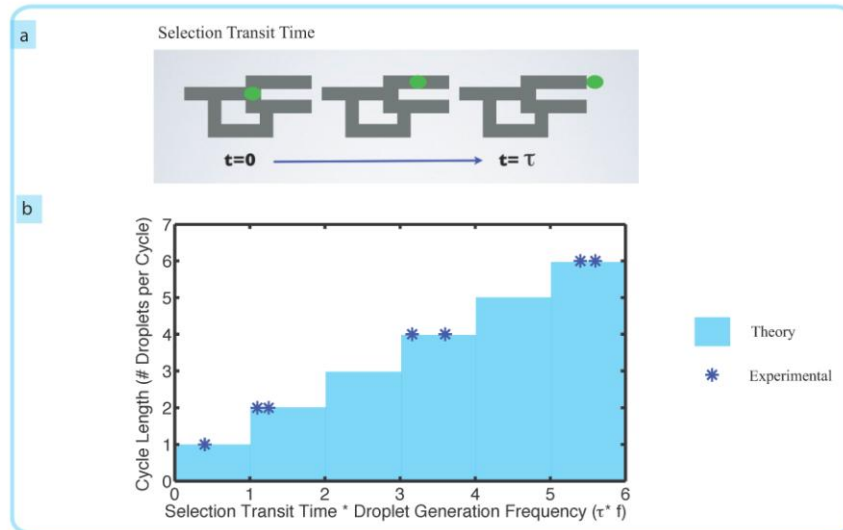 a
Selection Transit Time
t=0
t= τ
b
Cycle Length (# Droplets per Cycle)
7
6
5
4
3
2
1
0
0 1 2 3 4 5 6
Selection Transit Time * Droplet Generation Frequency (τ* f)
Theory
Experimental